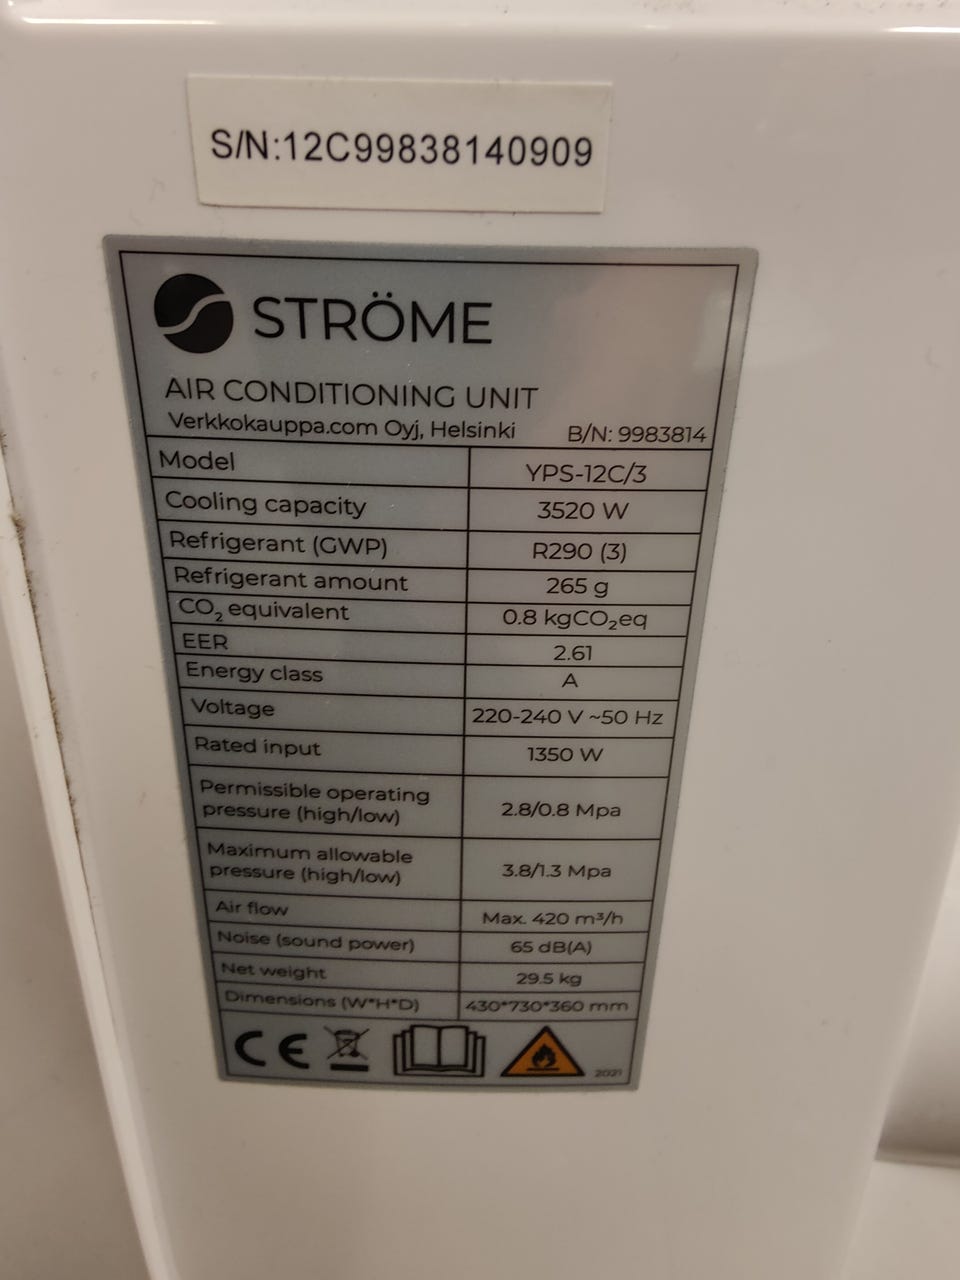 S/N:12C99838140909
STRÖME
AIR CONDITIONING UNIT
Verkkokauppa.com Oyj, Helsinki B/N: 9983814
Model YPS-12C/3
Cooling capacity 3520 W
Refrigerant (GWP) R290 (3)
Refrigerant amount 265 g
CO₂ equivalent 0.8 kgCO₂eq
EER 2.61
Energy class A
Voltage 220-240 V ~50 Hz
Rated input 1350 W
Permissible operating
pressure (high/low) 2.8/0.8 Mpa
Maximum allowable
pressure (high/low) 3.8/1.3 Mpa
Air flow Max. 420 m³/h
Noise (sound power) 65 dB(A)
Net weight 29.5 kg
Dimensions (W*H*D) 430*730*360 mm
CE 2021